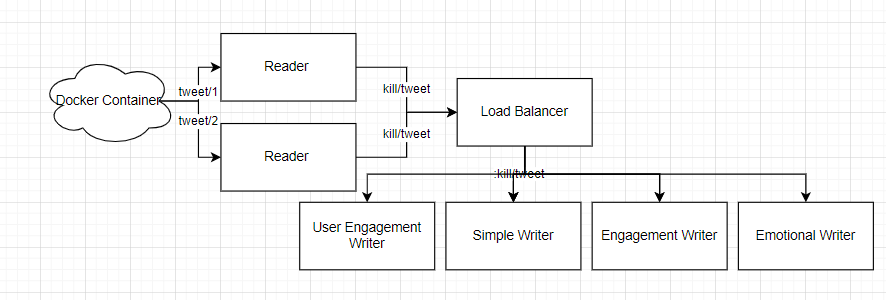 Reader
Docker Container
tweet/1
kill/tweet
Load Balancer
tweet/2
kill/tweet
Reader
:kill/tweet
User Engagement
Writer
Simple Writer
Engagement Writer
Emotional Writer